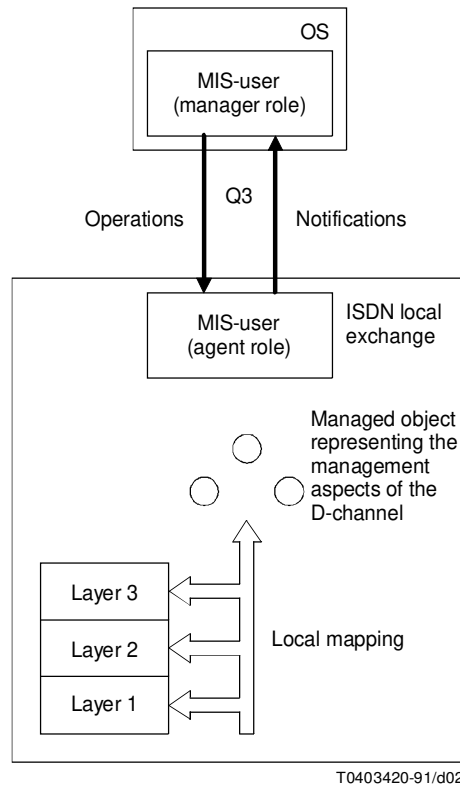 OS
MIS-user
(manager role)
Q3
Operations
Notifications
MIS-user
(agent role)
ISDN local
exchange
Managed object
representing the
management
aspects of the
D-channel
Layer 3
Layer 2
Layer 1
Local mapping
T0403420-91/d02